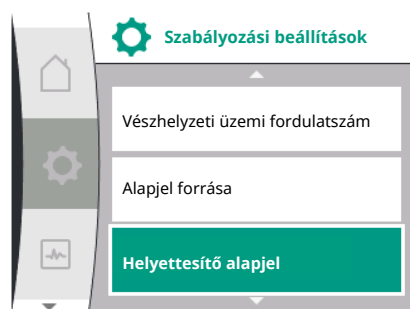 Szabályozási beállítások
Vészhelyzeti üzemi fordulatszám
Alapjel forrása
Helyettesítő alapjel